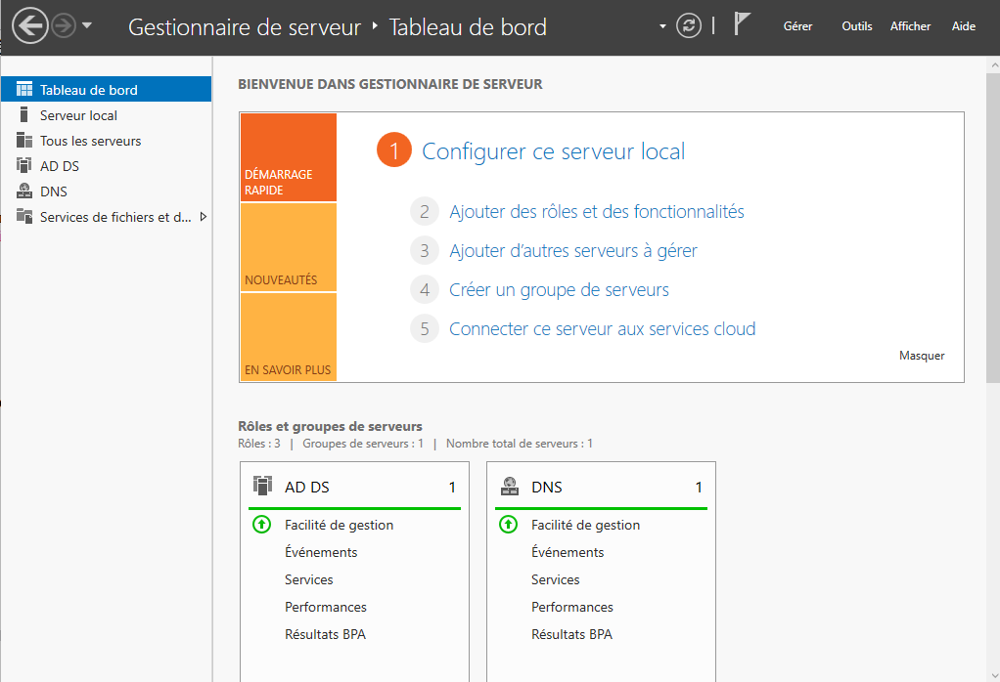 Gestionnaire de serveur ‣ Tableau de bord
Gérer Outils Afficher Aide
Tableau de bord
Serveur local
Tous les serveurs
AD DS
DNS
Services de fichiers et d...
BIENVENUE DANS GESTIONNAIRE DE SERVEUR
DÉMARRAGE
RAPIDE
NOUVEAUTÉS
EN SAVOIR PLUS
1 Configurer ce serveur local
2 Ajouter des rôles et des fonctionnalités
3 Ajouter d’autres serveurs à gérer
4 Créer un groupe de serveurs
5 Connecter ce serveur aux services cloud
Masquer
Rôles et groupes de serveurs
Rôles : 3 | Groupes de serveurs : 1 | Nombre total de serveurs : 1
AD DS 1
Facilité de gestion
Événements
Services
Performances
Résultats BPA
DNS 1
Facilité de gestion
Événements
Services
Performances
Résultats BPA